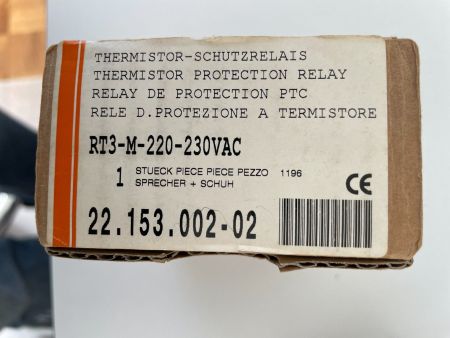 THERMISTOR-SCHUTZRELAIS
THERMISTOR PROTECTION RELAY
RELAY DE PROTECTION PTC
RELE D.PROTEZIONE A TERMISTORE
RT3-M-220-230VAC
1 STUECK PIECE PIECE PEZZO 1196
SPRECHER + SCHUH
CE
22.153.002-02